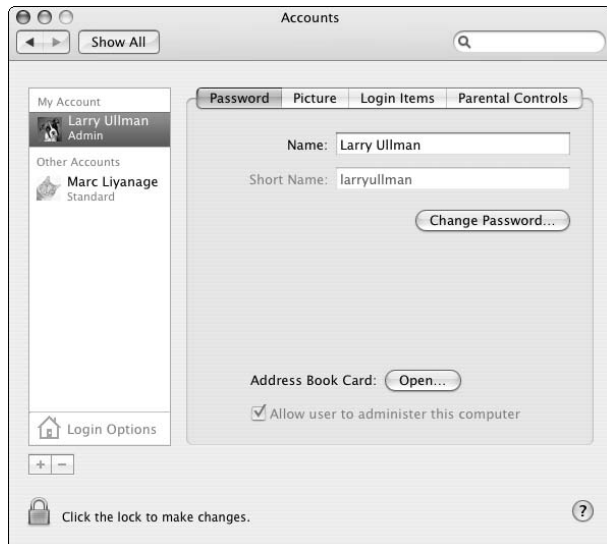 Accounts
Show All
My Account
Larry Ullman
Admin
Other Accounts
Marc Liyanage
Standard
Login Options
+ −
Password Picture Login Items Parental Controls
Name: Larry Ullman
Short Name: larryullman
Change Password...
Address Book Card: Open...
Allow user to administer this computer
Click the lock to make changes.
?